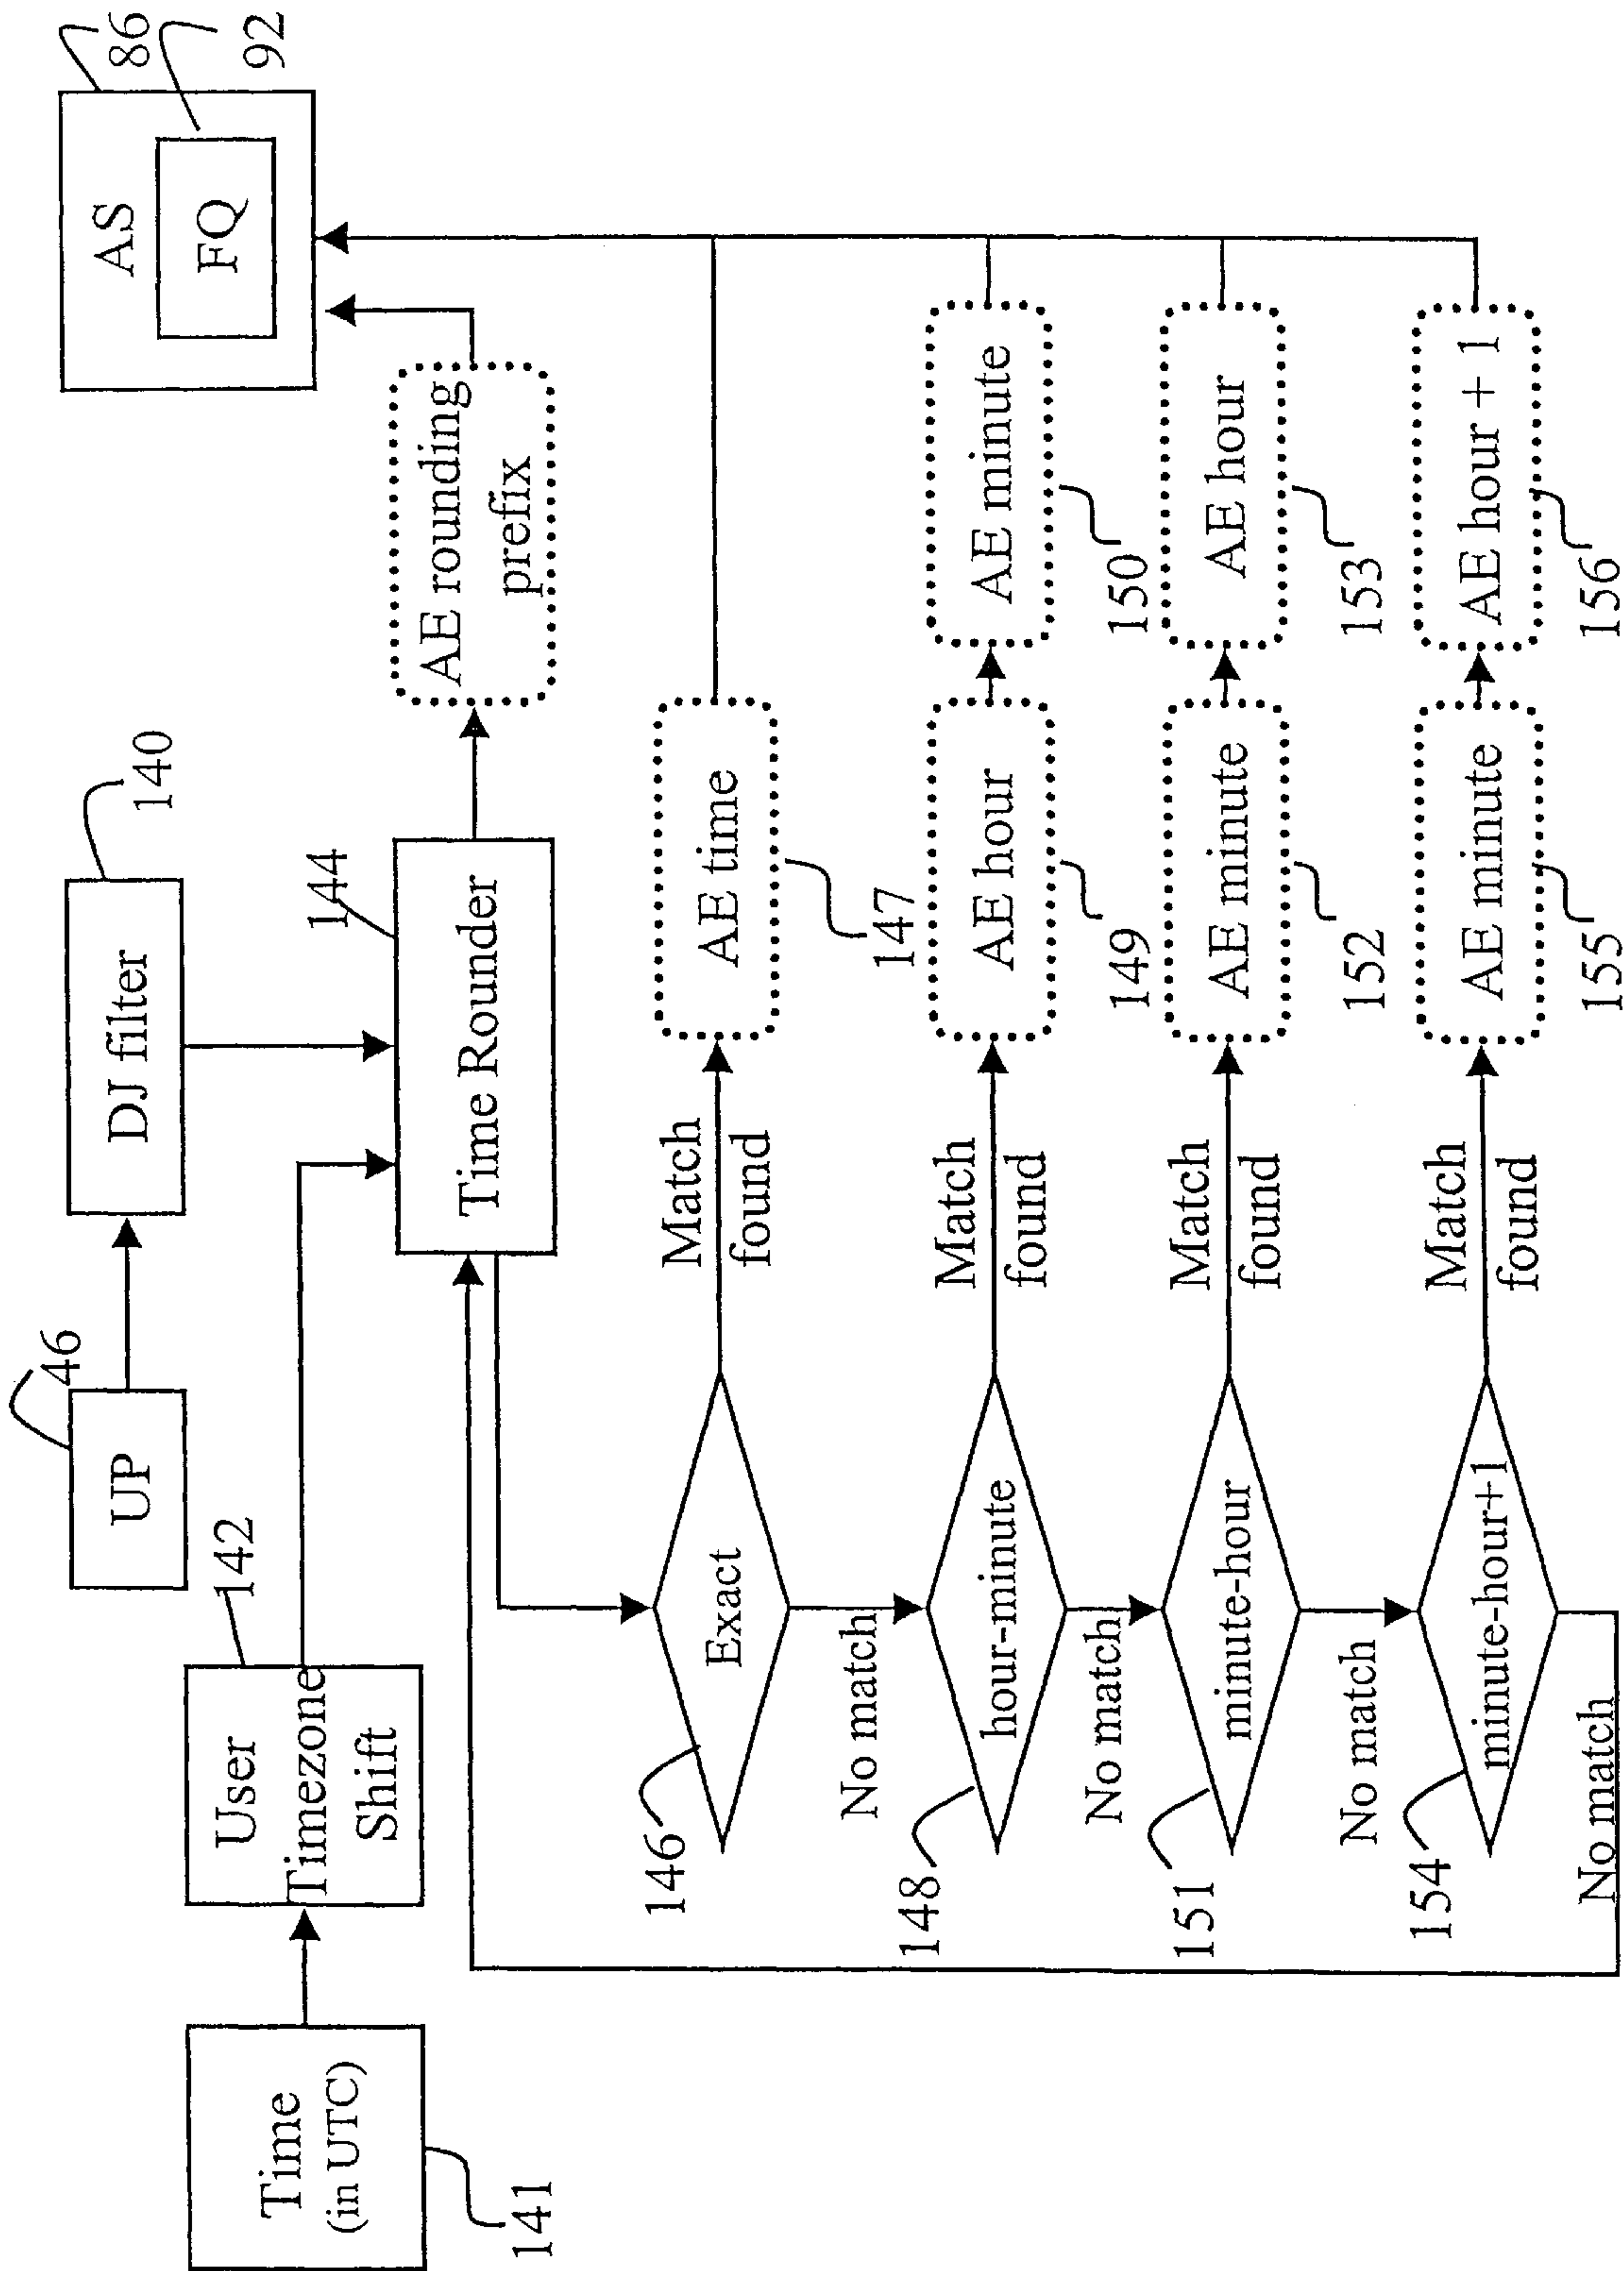 46
UP
140
DJ filter
86
AS
92
FQ
142
User
Timezone
Shift
Time
(in UTC)
141
144
Time Rounder
AE rounding
prefix
Exact
146
Match
found
AE time
147
No match
hour-minute
148
Match
found
AE hour
149
AE minute
150
No match
minute-hour
151
Match
found
AE minute
152
AE hour
153
No match
minute-hour+1
154
Match
found
AE minute
155
AE hour + 1
156
No match